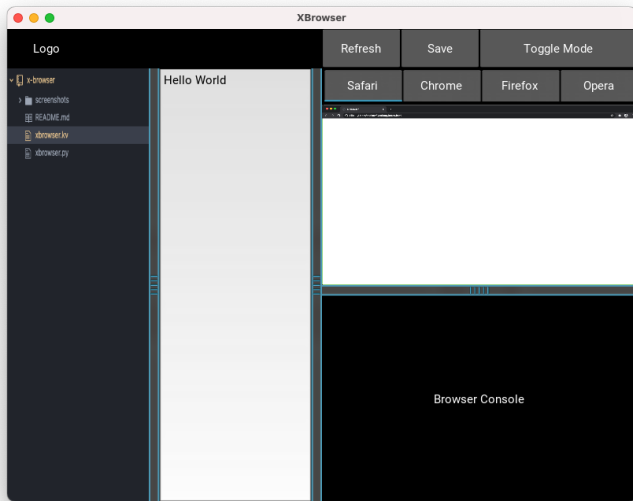 XBrowser
Logo
Refresh
Save
Toggle Mode
x-browser
screenshots
README.md
xbrowser.kv
xbrowser.py
Hello World
Safari
Chrome
Firefox
Opera
Browser Console